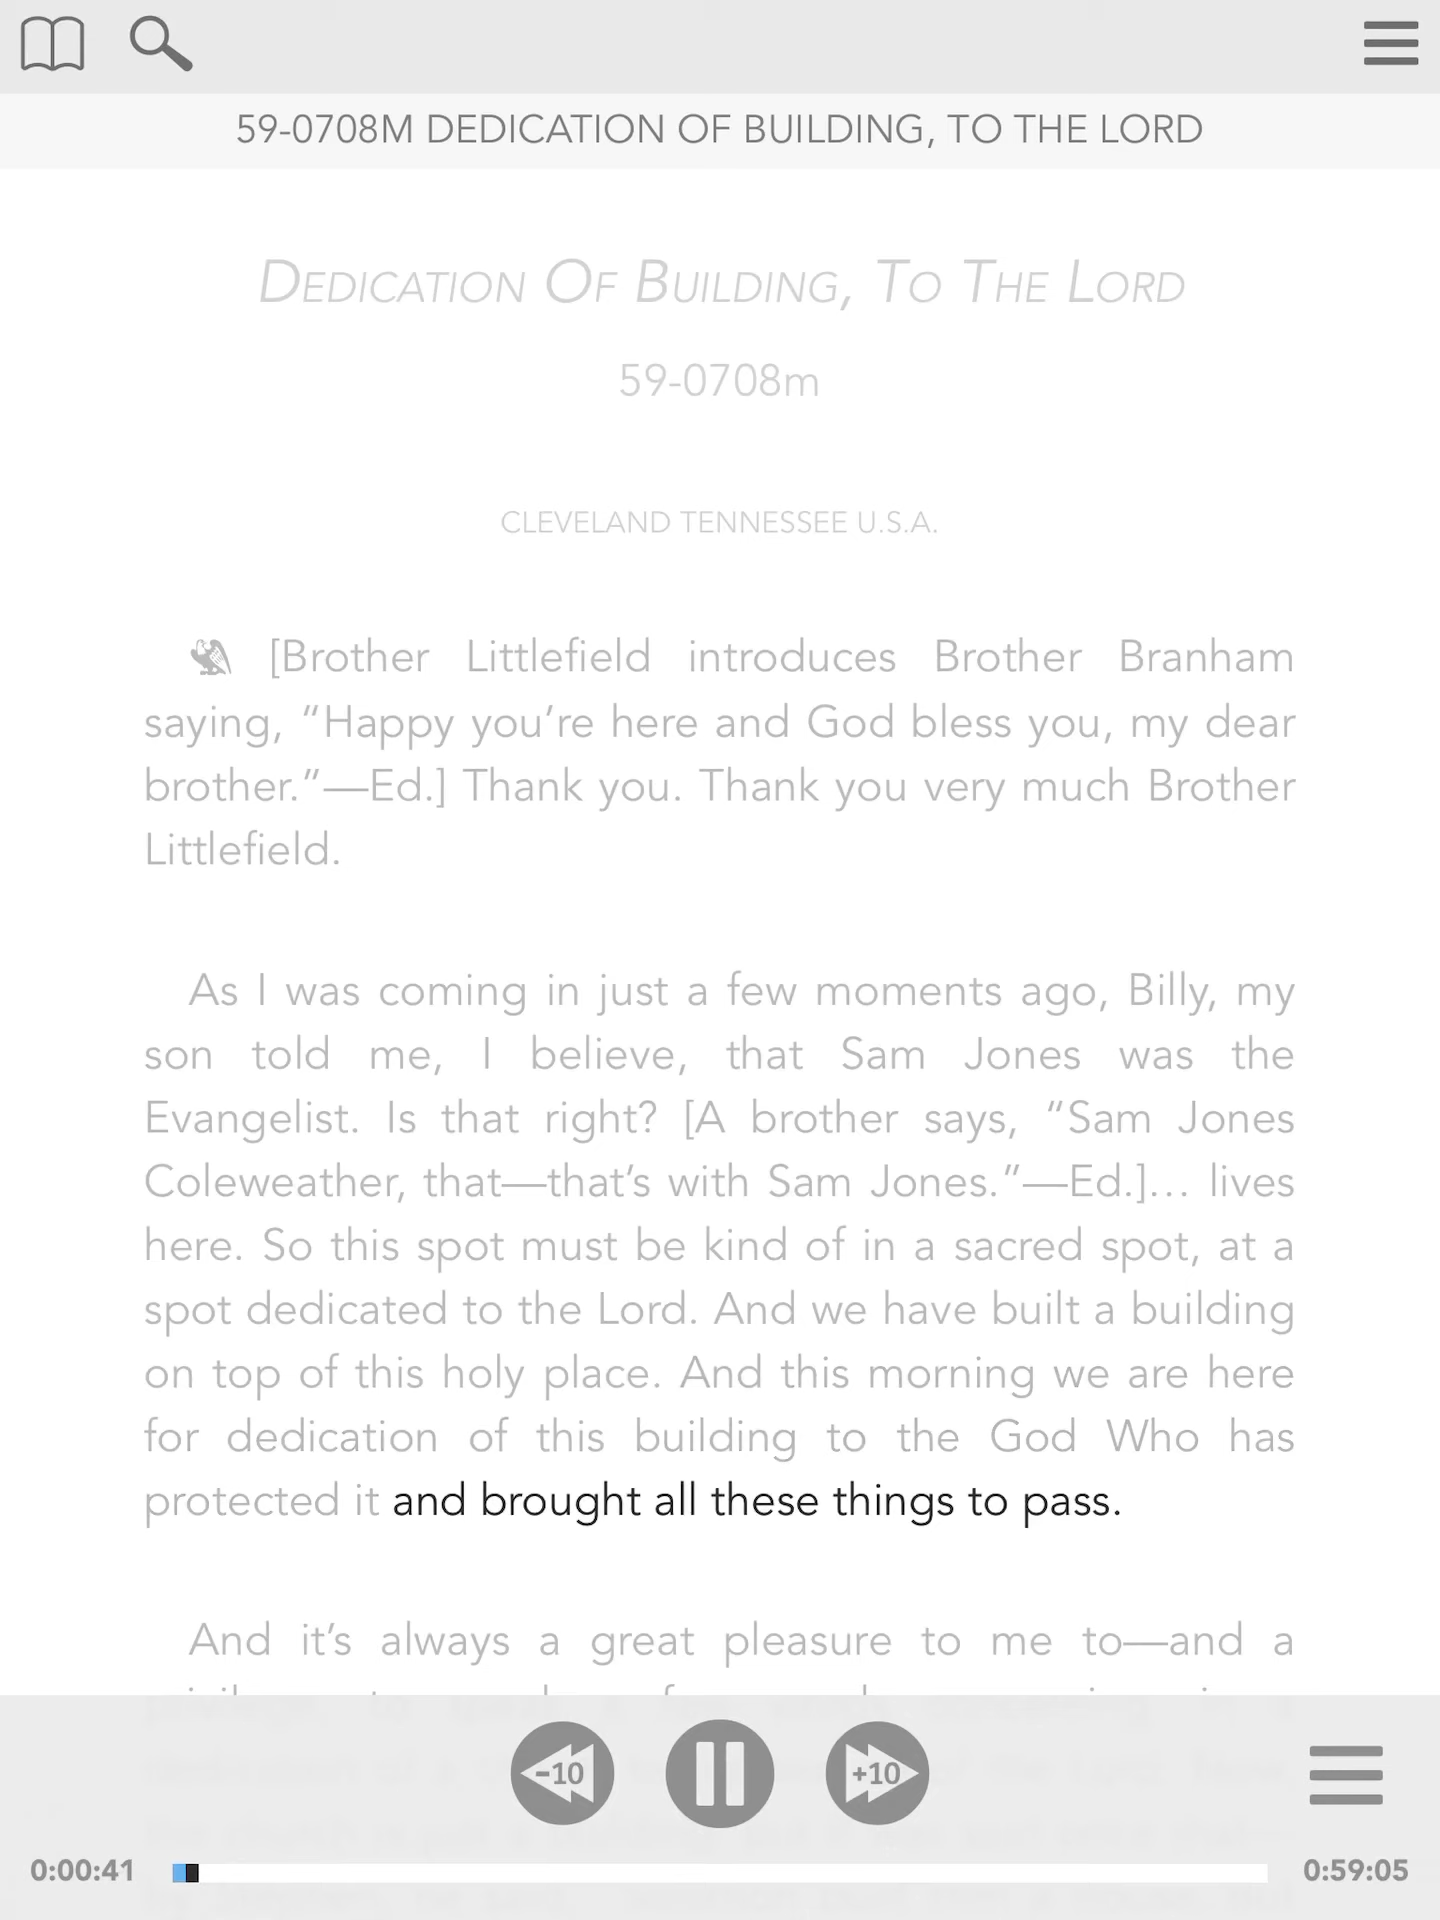 59-0708M DEDICATION OF BUILDING, TO THE LORD
Dedication Of Building, To The Lord
59-0708m
CLEVELAND TENNESSEE U.S.A.
[Brother Littlefield introduces Brother Branham
saying, “Happy you’re here and God bless you, my dear
brother.”—Ed.] Thank you. Thank you very much Brother
Littlefield.
As I was coming in just a few moments ago, Billy, my
son told me, I believe, that Sam Jones was the
Evangelist. Is that right? [A brother says, “Sam Jones
Coleweather, that—that’s with Sam Jones.”—Ed.]… lives
here. So this spot must be kind of in a sacred spot, at a
spot dedicated to the Lord. And we have built a building
on top of this holy place. And this morning we are here
for dedication of this building to the God Who has
protected it and brought all these things to pass.
And it’s always a great pleasure to me to—and a
-10 +10
0:00:41 0:59:05